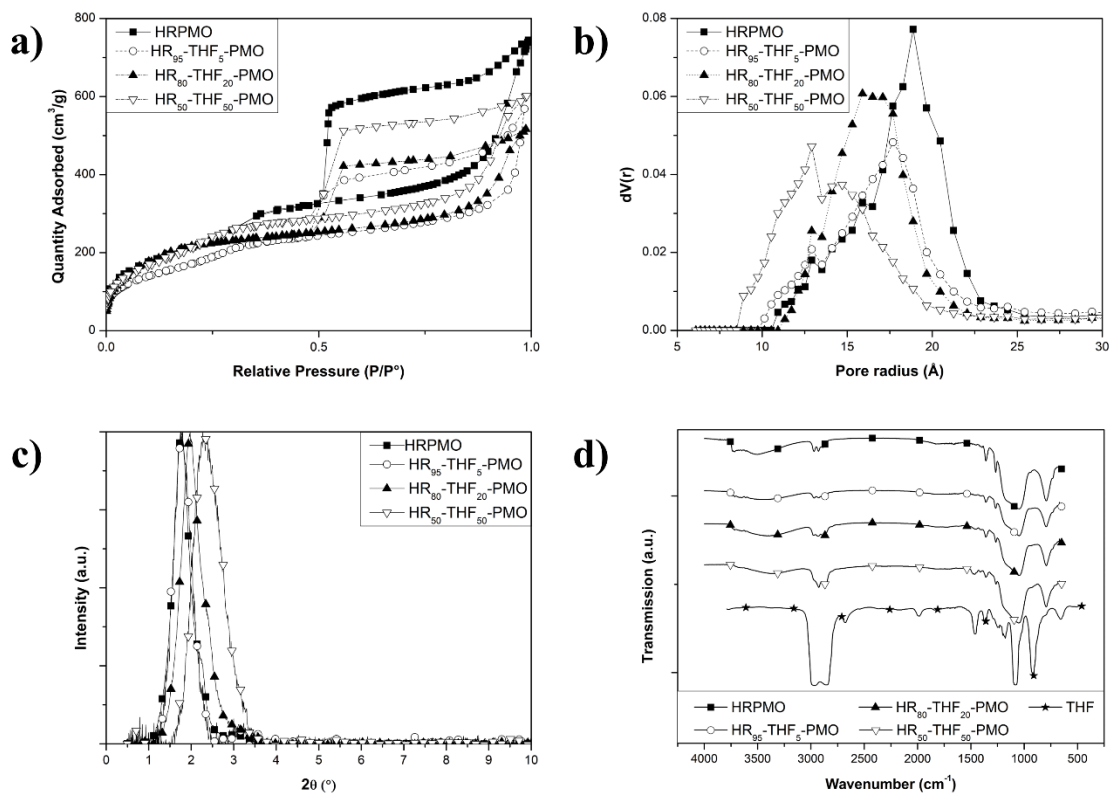 a)
HRPMO
HR95-THF5-PMO
HR80-THF20-PMO
HR50-THF50-PMO
Quantity Adsorbed (cm³/g)
800
600
400
200
0
0.0
0.5
1.0
Relative Pressure (P/P°)
b)
HRPMO
HR95-THF5-PMO
HR80-THF20-PMO
HR50-THF50-PMO
dV(r)
0.08
0.06
0.04
0.02
0.00
5
10
15
20
25
30
Pore radius (Å)
c)
HRPMO
HR95-THF5-PMO
HR80-THF20-PMO
HR50-THF50-PMO
Intensity (a.u.)
0
1
2
3
4
5
6
7
8
9
10
2θ (°)
d)
Transmission (a.u.)
HRPMO
HR80-THF20-PMO
THF
HR95-THF5-PMO
HR50-THF50-PMO
4000
3500
3000
2500
2000
1500
1000
500
Wavenumber (cm⁻¹)